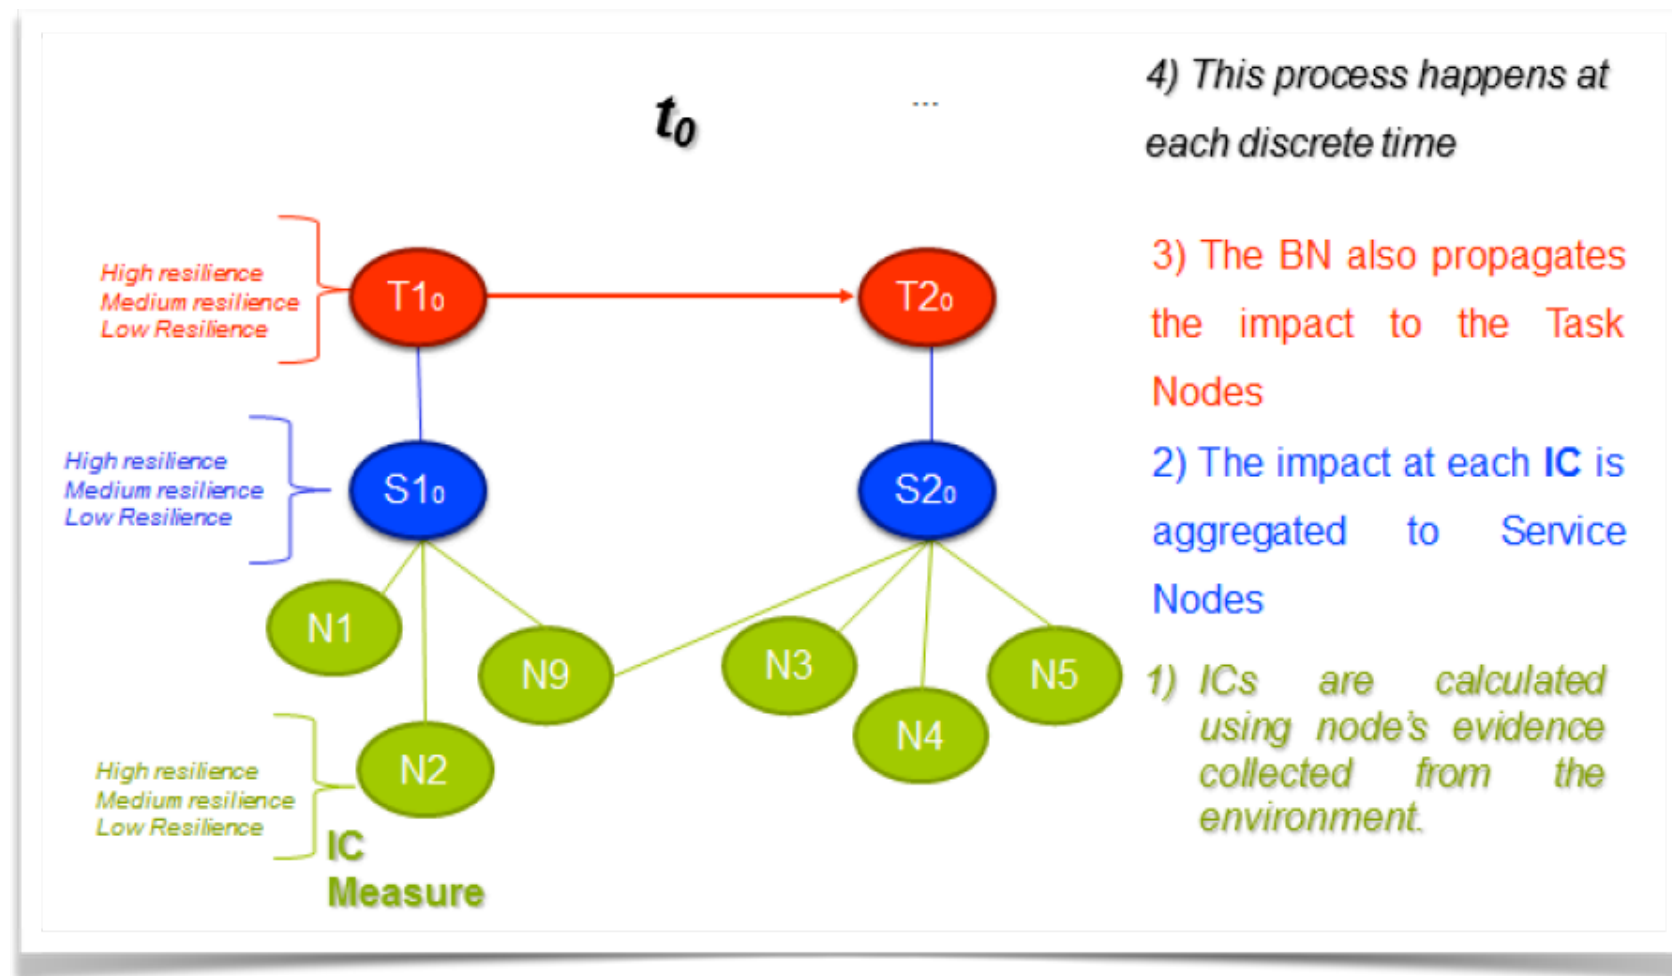 t0
...
4) This process happens at
each discrete time
High resilience
Medium resilience
Low Resilience
T10
T20
3) The BN also propagates
the impact to the Task
Nodes
High resilience
Medium resilience
Low Resilience
S10
S20
2) The impact at each IC is
aggregated to Service
Nodes
N1
N9
N3
N5
N4
N2
1) ICs are calculated
using node's evidence
collected from the
environment.
High resilience
Medium resilience
Low Resilience
IC
Measure